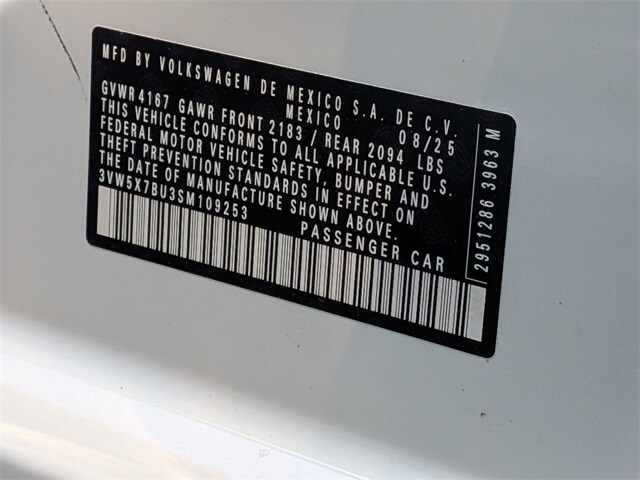 MFD BY VOLKSWAGEN DE MEXICO S.A. DE C.V.
MEXICO 08/25
GVWR4167 GAWR FRONT 2183 / REAR 2094 LBS
THIS VEHICLE CONFORMS TO ALL APPLICABLE U.S.
FEDERAL MOTOR VEHICLE SAFETY, BUMPER AND
THEFT PREVENTION STANDARDS IN EFFECT ON
THE DATE OF MANUFACTURE SHOWN ABOVE.
3VW5X7BU3SM109253 PASSENGER CAR
2951286 3963 M